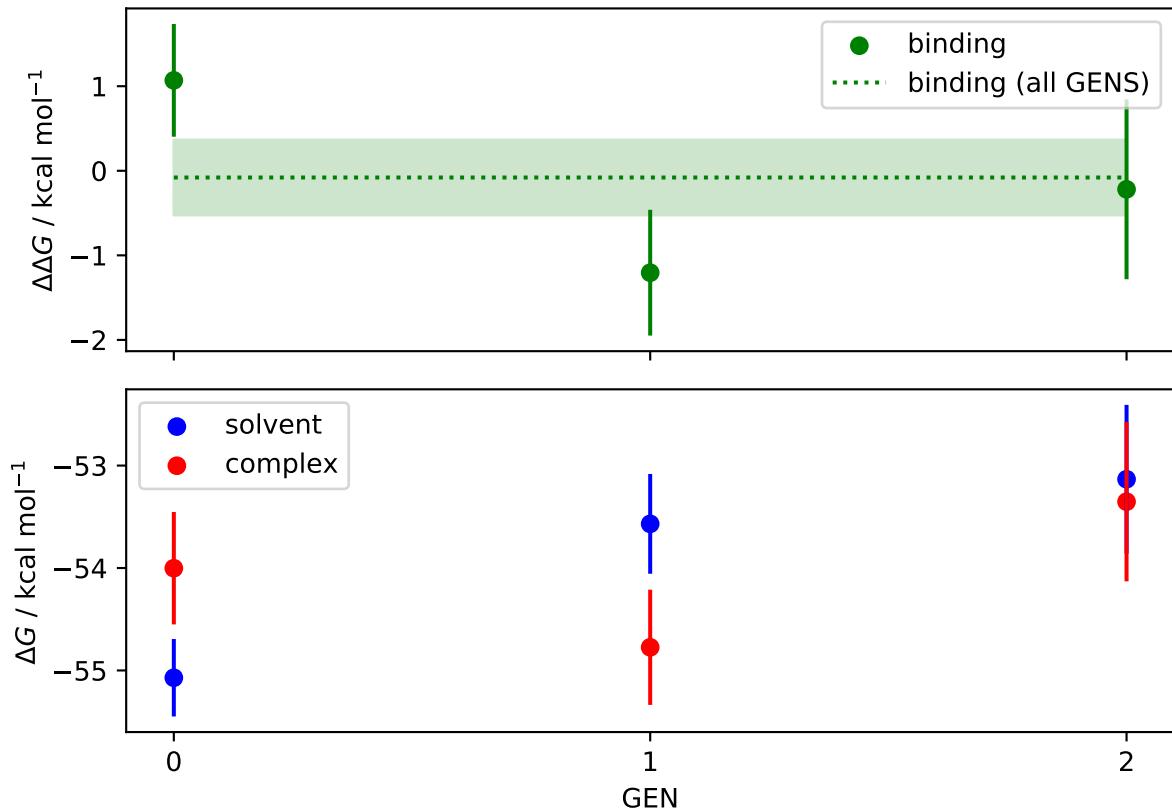 binding
binding (all GENS)
1
0
−1
−2
ΔΔG / kcal mol⁻¹
solvent
complex
−53
−54
−55
ΔG / kcal mol⁻¹
0 1 2
GEN